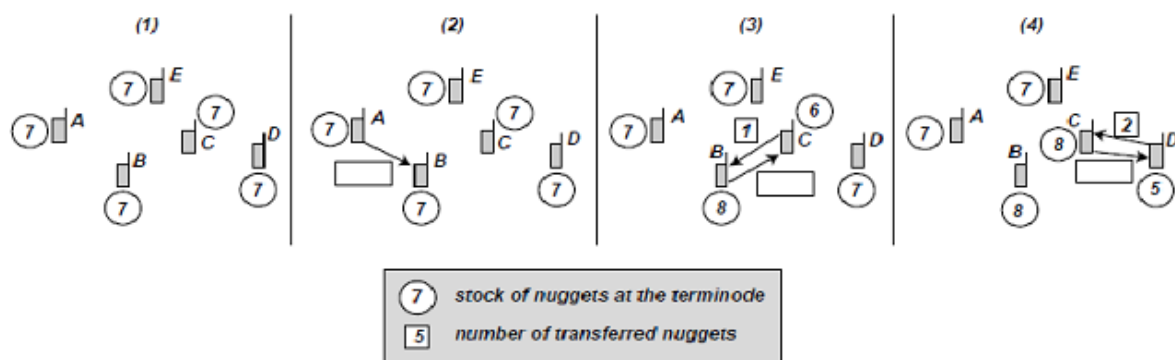 (1) (2) (3) (4)
7 E 7 A 7 C B 7 D 7
7 E 7 A 7 C B 7 D 7
7 E 7 A 1 6 C B 8 D 7
7 E 7 A C 2 D 8 B 8 5
7 stock of nuggets at the terminode
5 number of transferred nuggets